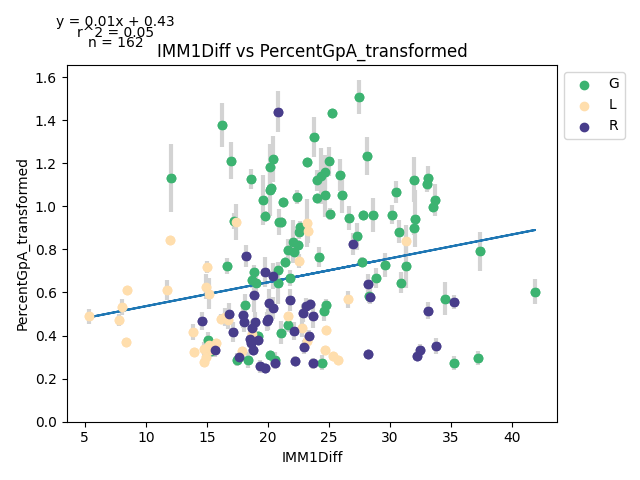 y = 0.01x + 0.43
r^2 = 0.05
n = 162
IMM1Diff vs PercentGpA_transformed
1.6
1.4
1.2
1.0
0.8
0.6
0.4
0.2
0.0
PercentGpA_transformed
5 10 15 20 25 30 35 40
IMM1Diff
G
L
R